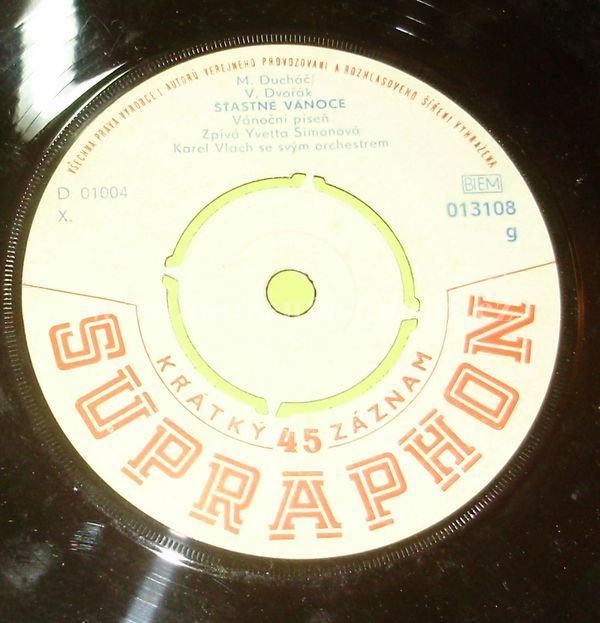 VŠECHNA PRÁVA VÝROBCE I AUTORŮ VEREJNÉHO PROVOZOVÁNÍ A ROZHLASOVÉHO ŠÍŘENÍ VYHRAZENA
M. Ducháč/
V. Dvořák
ŠŤASTNÉ VÁNOCE
Vánoční píseň
Zpívá Yvetta Simonová
Karel Vlach se svým orchestrem
D 01004
X.
BIEM
013108
g
KRÁTKÝ 45 ZÁZNAM
SUPRAPHON